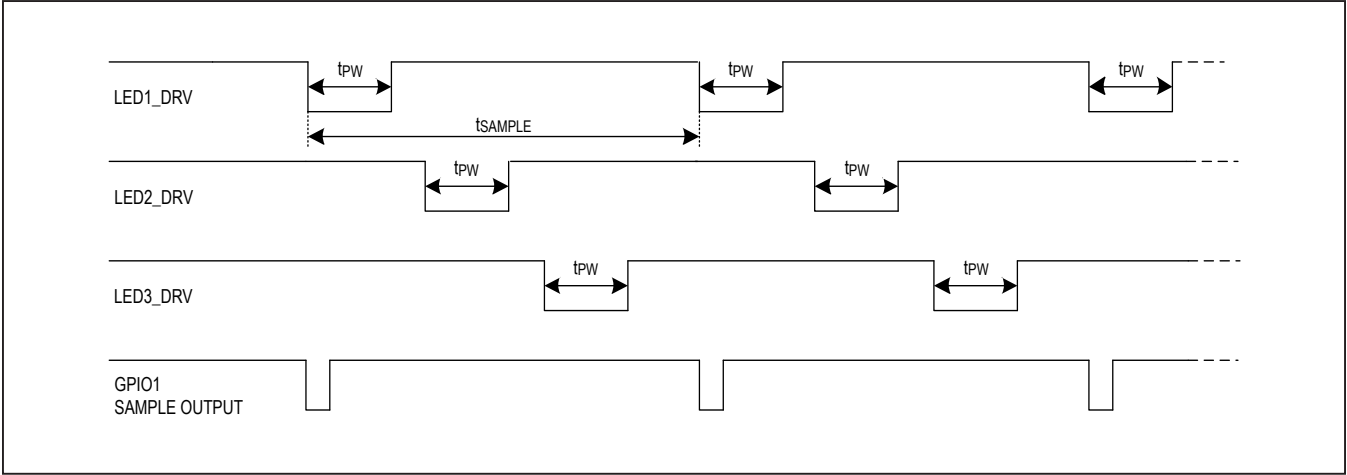 tPW
tPW
tPW
LED1_DRV
tSAMPLE
tPW
tPW
LED2_DRV
tPW
tPW
LED3_DRV
GPIO1
SAMPLE OUTPUT